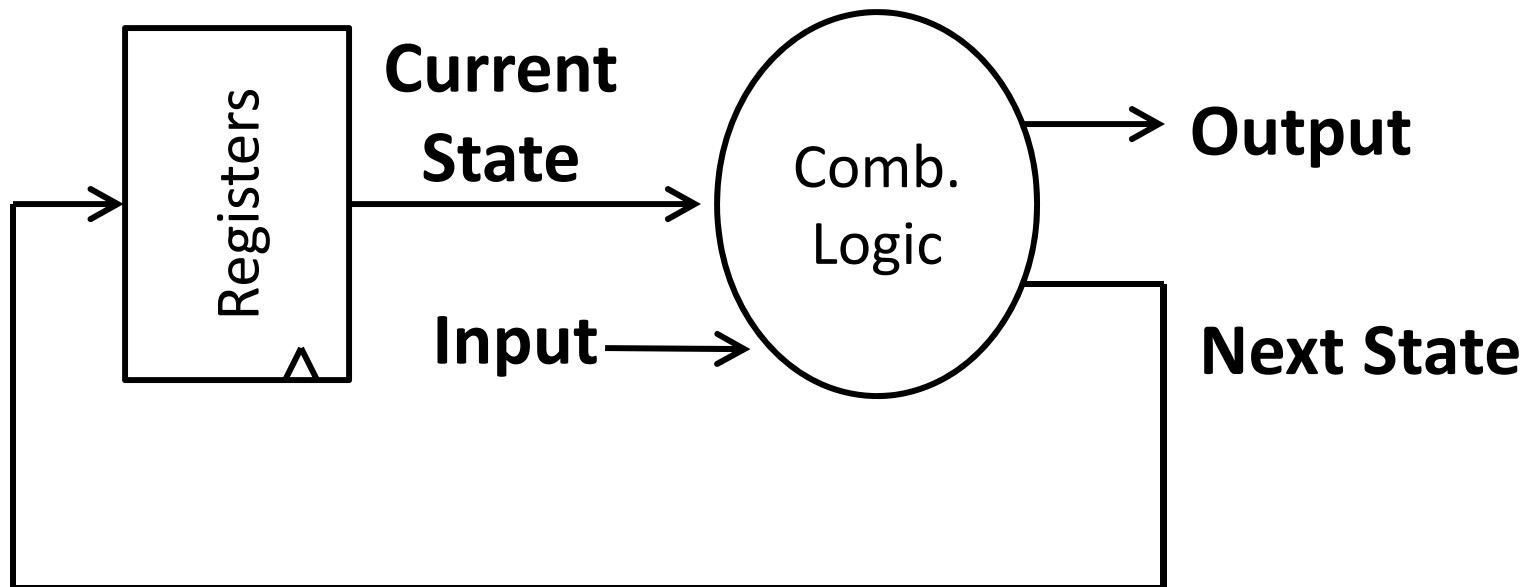 Registers
Current
State
Comb.
Logic
Input
Output
Next State